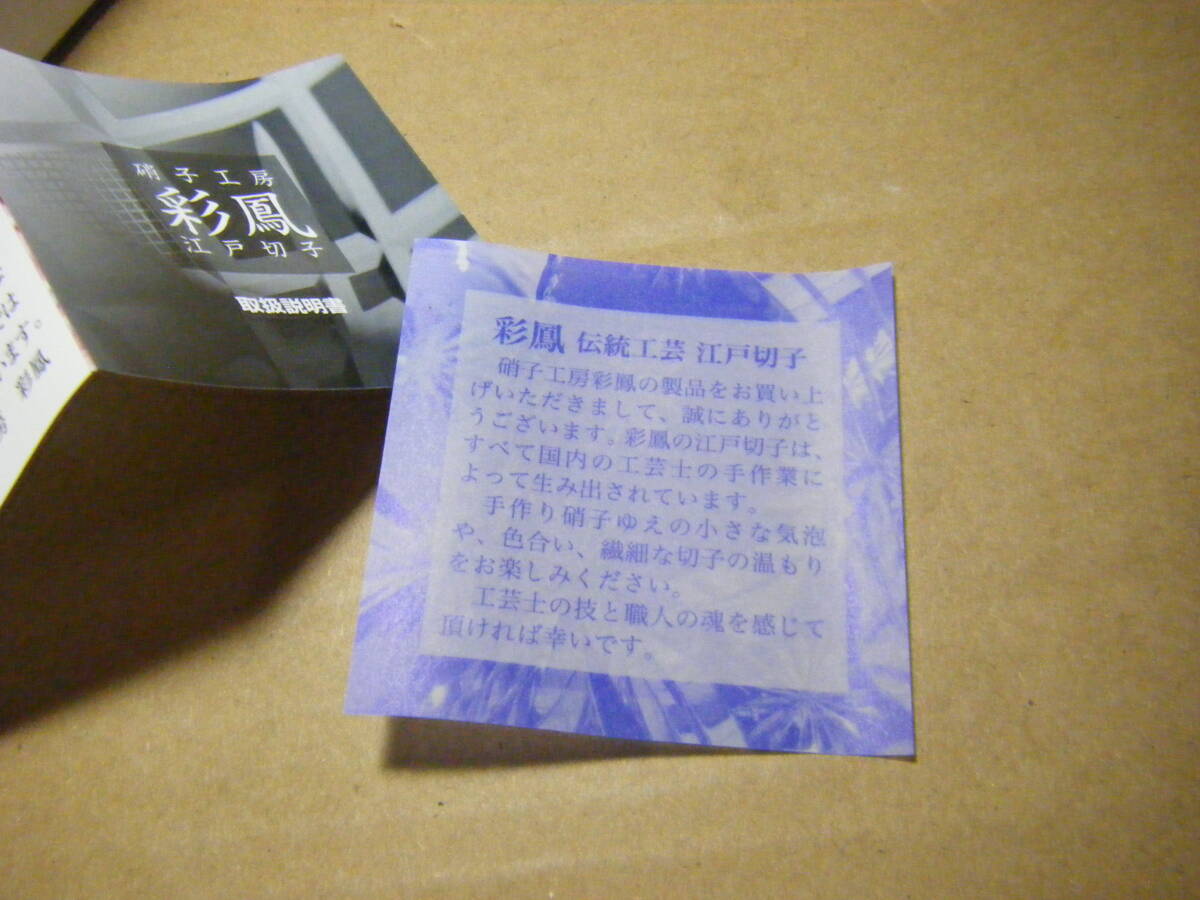 硝子工房
彩鳳
江戸切子
取扱説明書
は
います。
彩鳳
彩鳳 伝統工芸 江戸切子
硝子工房彩鳳の製品をお買い上
げいただきまして、誠にありがと
うございます。彩鳳の江戸切子は、
すべて国内の工芸士の手作業に
よって生み出されています。
手作り硝子ゆえの小さな気泡
や、色合い、繊細な切子の温もり
をお楽しみください。
工芸士の技と職人の魂を感じて
頂ければ幸いです。